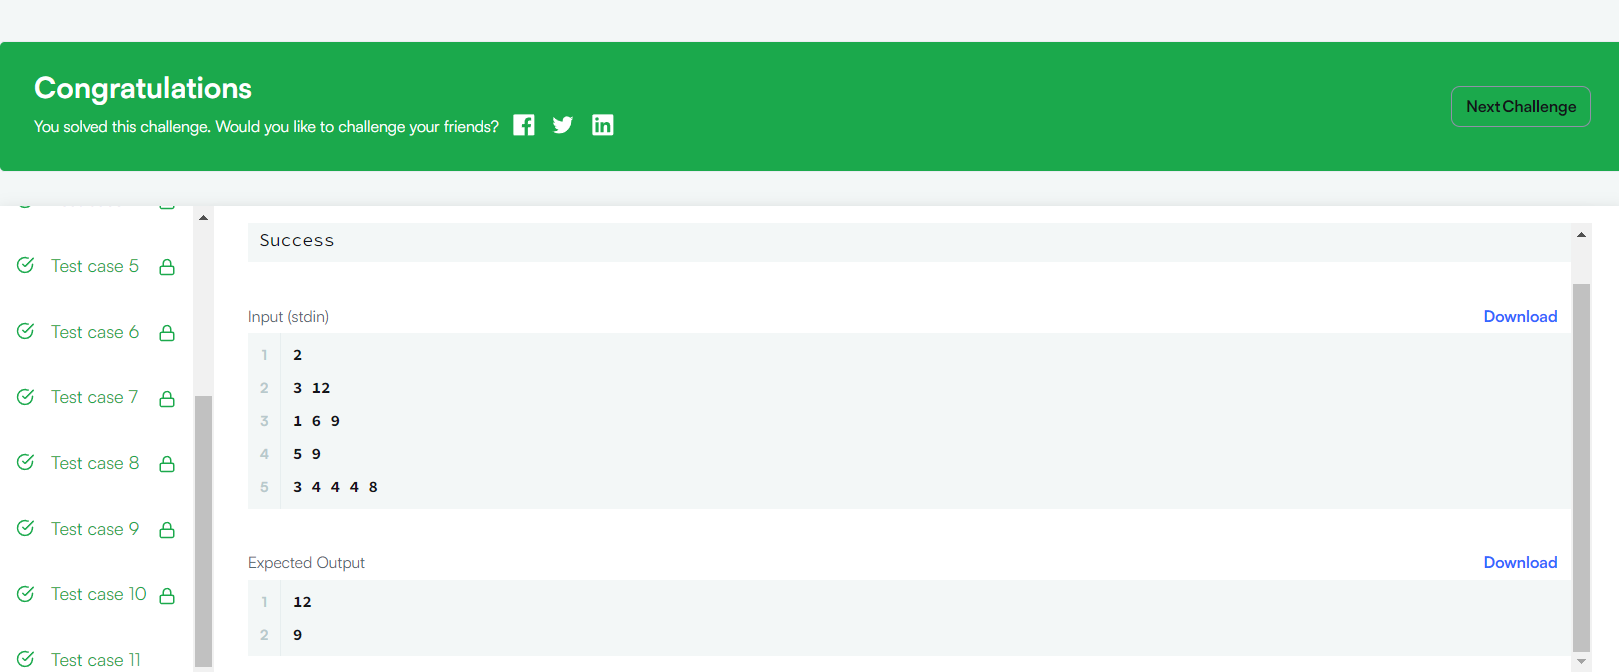 Congratulations
You solved this challenge. Would you like to challenge your friends?
Next Challenge
Test case 5
Test case 6
Test case 7
Test case 8
Test case 9
Test case 10
Test case 11
Success
Input (stdin)
Download
1 2
2 3 12
3 1 6 9
4 5 9
5 3 4 4 4 8
Expected Output
Download
1 12
2 9